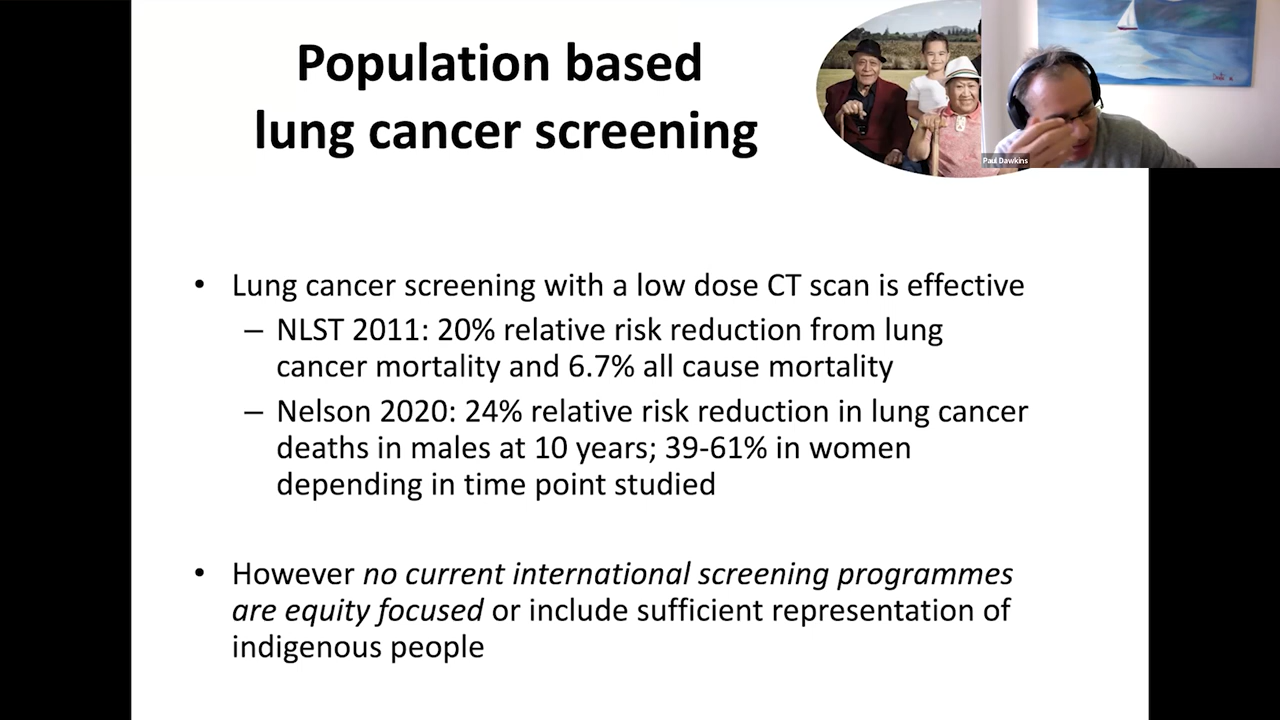 Population based
lung cancer screening
Paul Dawkins
• Lung cancer screening with a low dose CT scan is effective
– NLST 2011: 20% relative risk reduction from lung
cancer mortality and 6.7% all cause mortality
– Nelson 2020: 24% relative risk reduction in lung cancer
deaths in males at 10 years; 39-61% in women
depending in time point studied
• However no current international screening programmes
are equity focused or include sufficient representation of
indigenous people